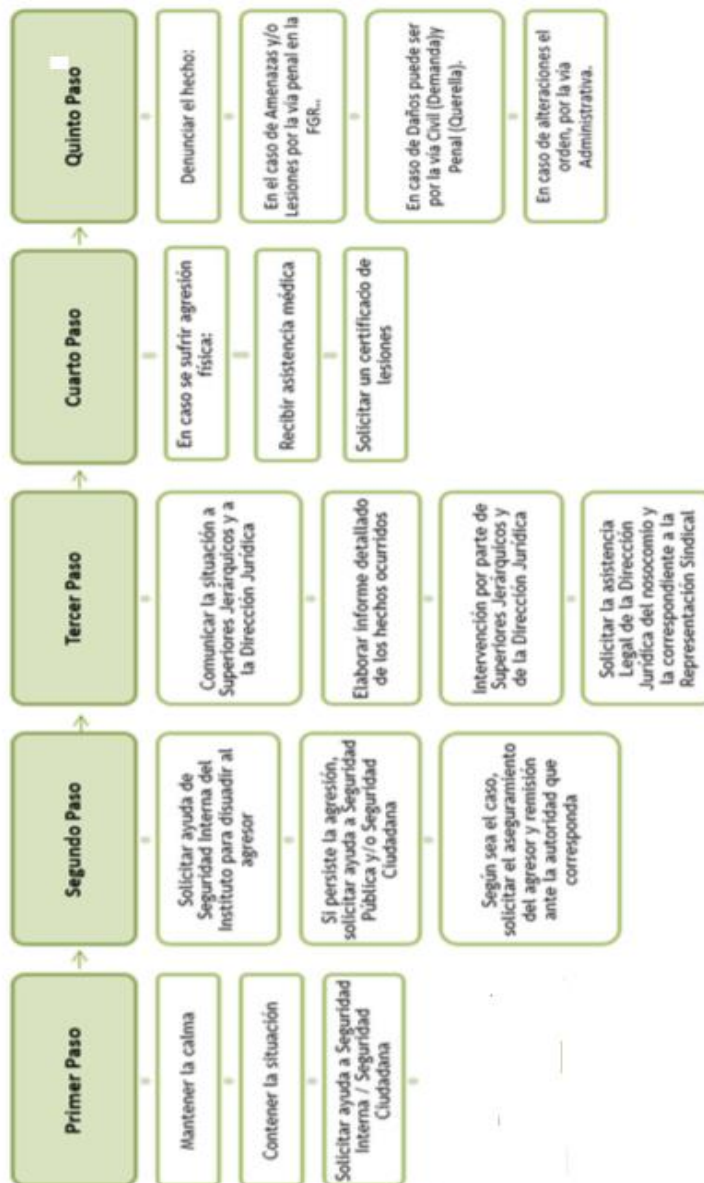 Primer Paso
Mantener la calma
Contener la situación
Solicitar ayuda a Seguridad
Interna / Seguridad
Ciudadana
Segundo Paso
Solicitar ayuda de
Seguridad Interna del
Instituto para disuadir al
agresor
Si persiste la agresión,
solicitar ayuda a Seguridad
Pública y/o Seguridad
Ciudadana
Según sea el caso,
solicitar el aseguramiento
del agresor y remisión
ante la autoridad que
corresponda
Tercer Paso
Comunicar la situación a
Superiores Jerárquicos y a
la Dirección Jurídica
Elaborar informe detallado
de los hechos ocurridos
Intervención por parte de
Superiores Jerárquicos y
de la Dirección Jurídica
Solicitar la asistencia
Legal de la Dirección
Jurídica del nosocomio y
la correspondiente a la
Representación Sindical
Cuarto Paso
En caso se sufrir agresión
física:
Recibir asistencia médica
Solicitar un certificado de
lesiones
Quinto Paso
Denunciar el hecho:
En el caso de Amenazas y/o
Lesiones por la vía penal en la
FGR..
En caso de Daños puede ser
por la vía Civil (Demanda)y
Penal (Querella).
En caso de alteraciones el
orden, por la vía
Administrativa.